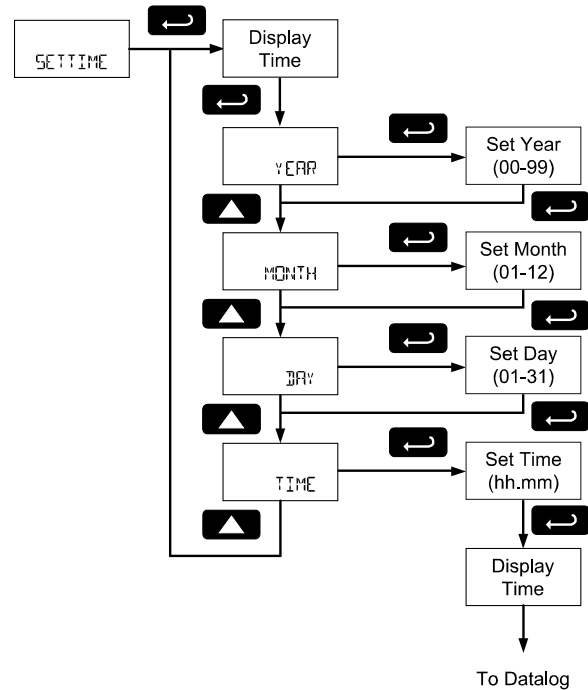 SETTIME
Display
Time
YEAR
Set Year
(00-99)
MONTH
Set Month
(01-12)
DAY
Set Day
(01-31)
TIME
Set Time
(hh.mm)
Display
Time
To Datalog